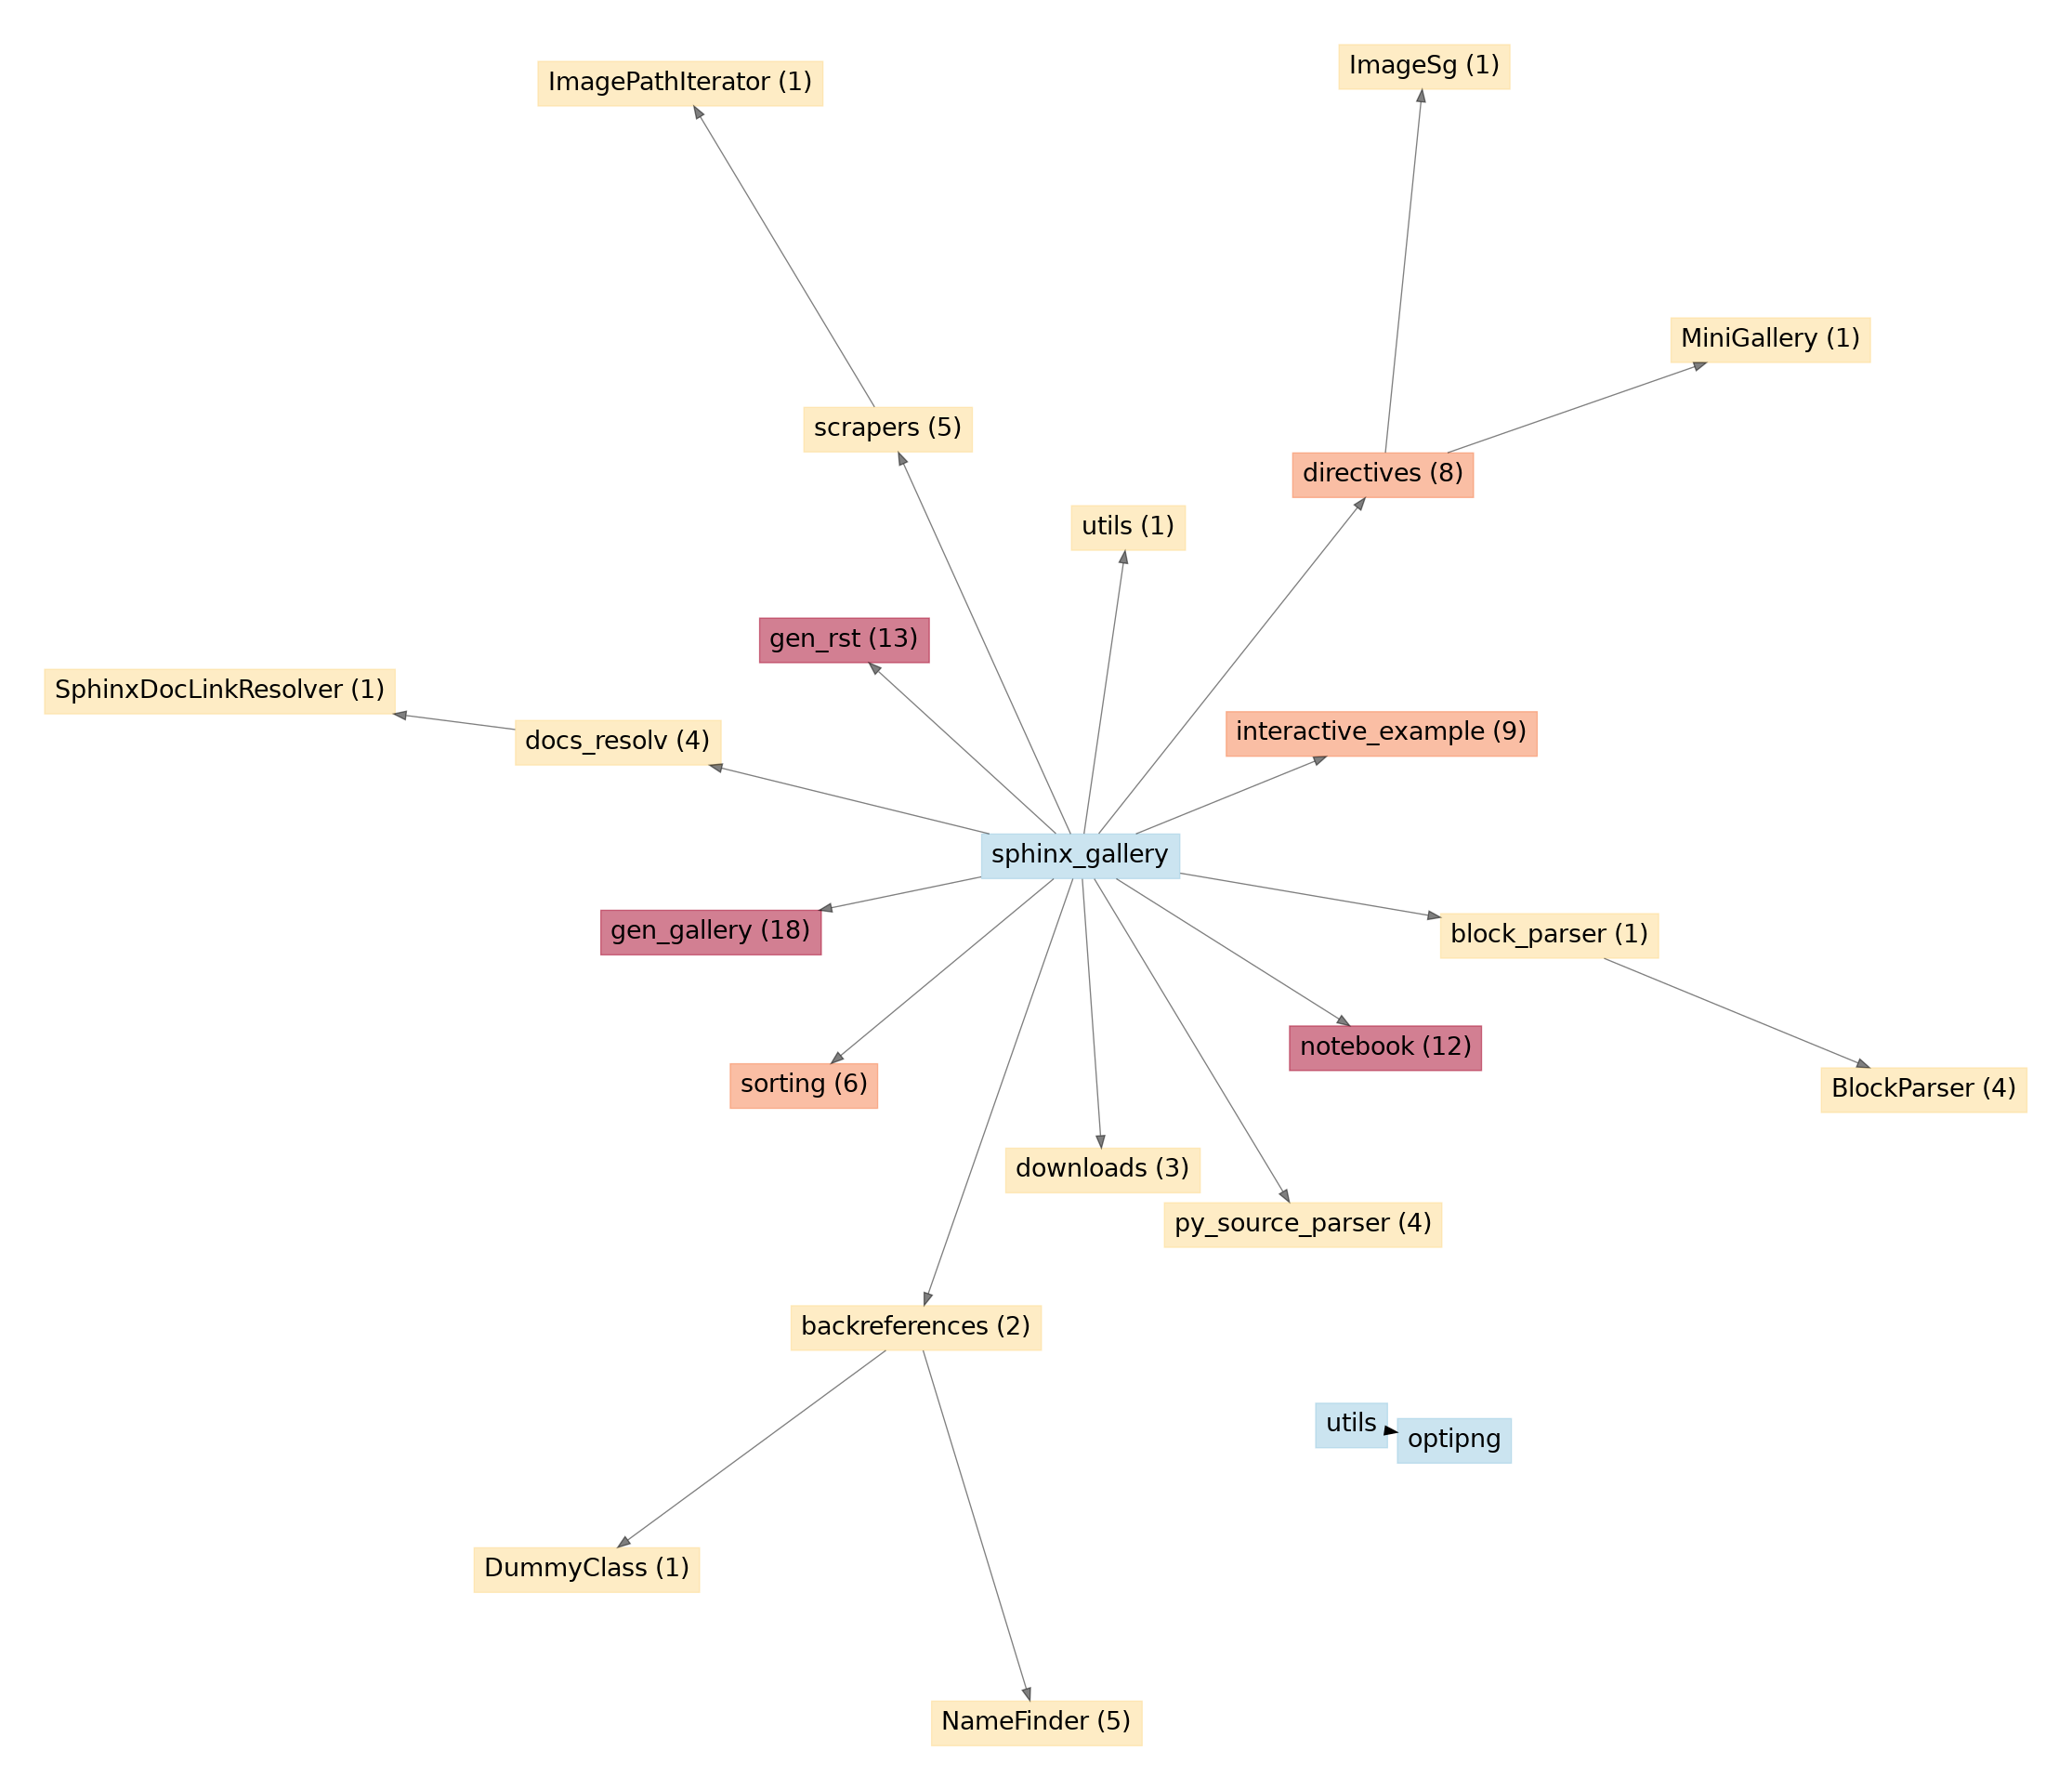 ImageSg (1)
ImagePathIterator (1)
MiniGallery (1)
scrapers (5)
directives (8)
utils (1)
gen_rst (13)
SphinxDocLinkResolver (1)
interactive_example (9)
docs_resolv (4)
sphinx_gallery
gen_gallery (18)
block_parser (1)
notebook (12)
sorting (6)
BlockParser (4)
downloads (3)
py_source_parser (4)
backreferences (2)
utils
optipng
DummyClass (1)
NameFinder (5)